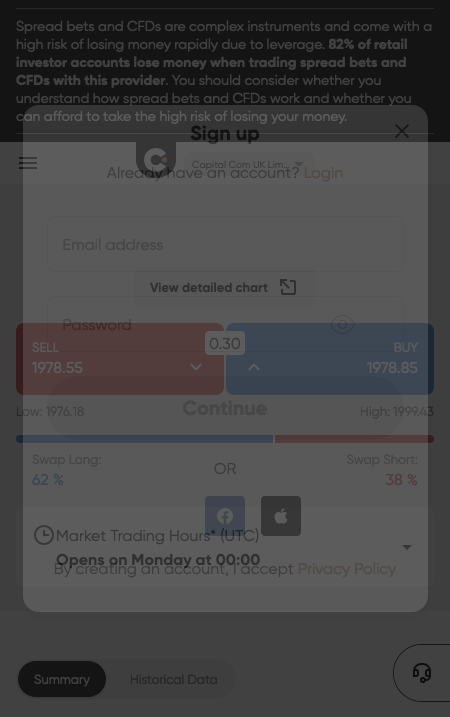 Spread bets and CFDs are complex instruments and come with a
high risk of losing money rapidly due to leverage. 82% of retail
investor accounts lose money when trading spread bets and
CFDs with this provider. You should consider whether you
understand how spread bets and CFDs work and whether you
can afford to take the high risk of losing your money.
Sign up
Capital Com UK Lim...
Already have an account? Login
Email address
View detailed chart
Password
0.30
SELL
BUY
1978.55
1978.85
Continue
Low: 1976.18
High: 1999.43
Swap Long:
Swap Short:
62 %
38 %
OR
Market Trading Hours* (UTC)
Opens on Monday at 00:00
By creating an account, I accept Privacy Policy
Summary
Historical Data